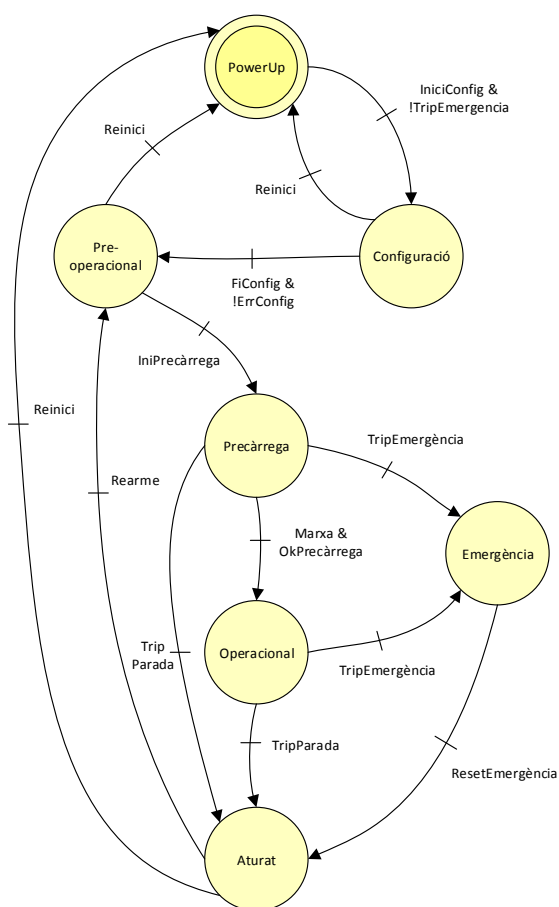 PowerUp
IniciConfig &
!TripEmergencia
Reinici
Reinici
Pre-
operacional
Configuració
FiConfig &
!ErrConfig
IniPrecàrrega
Reinici
Precàrrega
TripEmergència
Rearme
Marxa &
OkPrecàrrega
Emergència
Trip
Parada
Operacional
TripEmergència
TripParada
ResetEmergència
Aturat